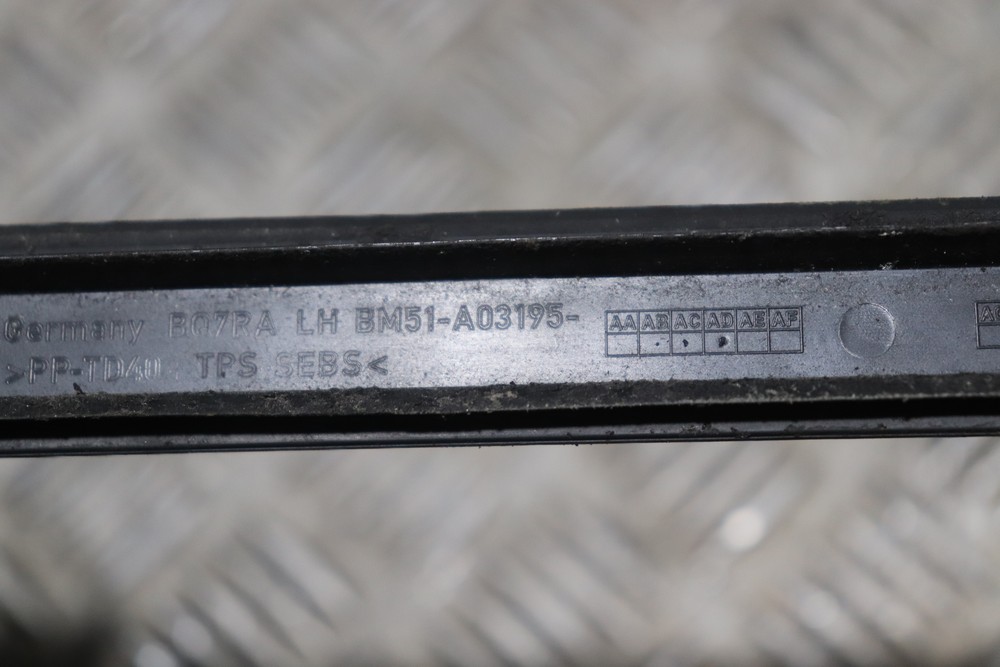 Germany B07RA LH BM51-A03195-
>PP-TD40 TPS SEBS<
AA AB AC AD AE AF